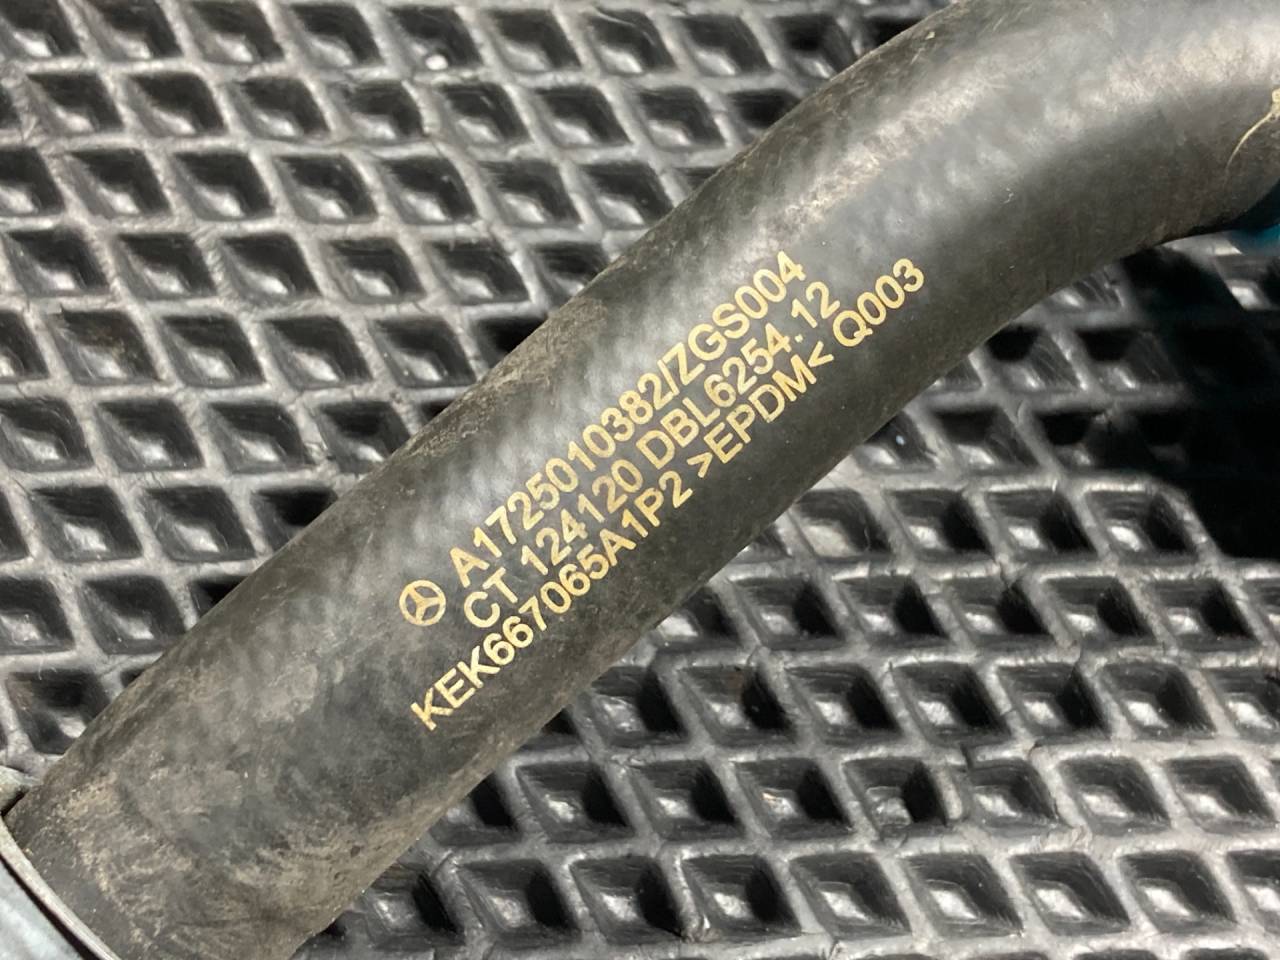 A1725010382/ZGS004
CT 124120 DBL6254.12
KEK667065A1P2 >EPDM< Q003